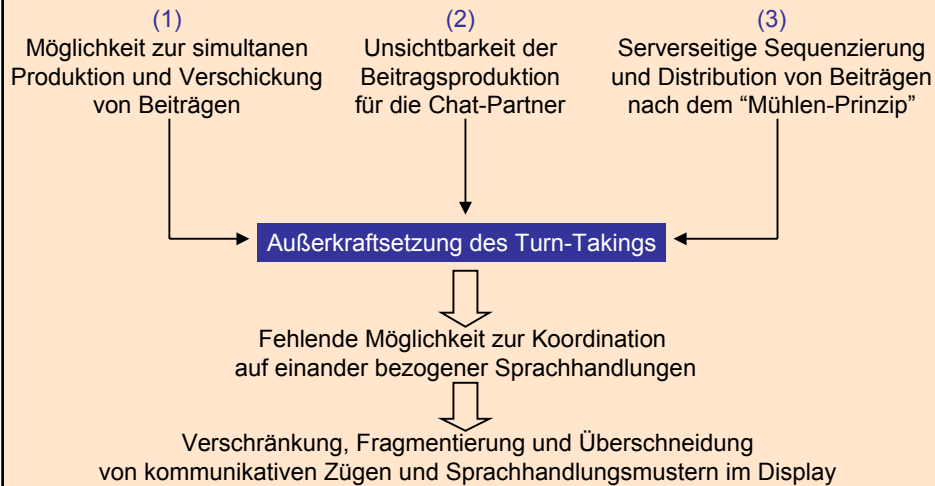 (1)
Möglichkeit zur simultanen
Produktion und Verschickung
von Beiträgen
(2)
Unsichtbarkeit der
Beitragsproduktion
für die Chat-Partner
(3)
Serverseitige Sequenzierung
und Distribution von Beiträgen
nach dem “Mühlen-Prinzip”
Außerkraftsetzung des Turn-Takings
Fehlende Möglichkeit zur Koordination
auf einander bezogener Sprachhandlungen
Verschränkung, Fragmentierung und Überschneidung
von kommunikativen Zügen und Sprachhandlungsmustern im Display